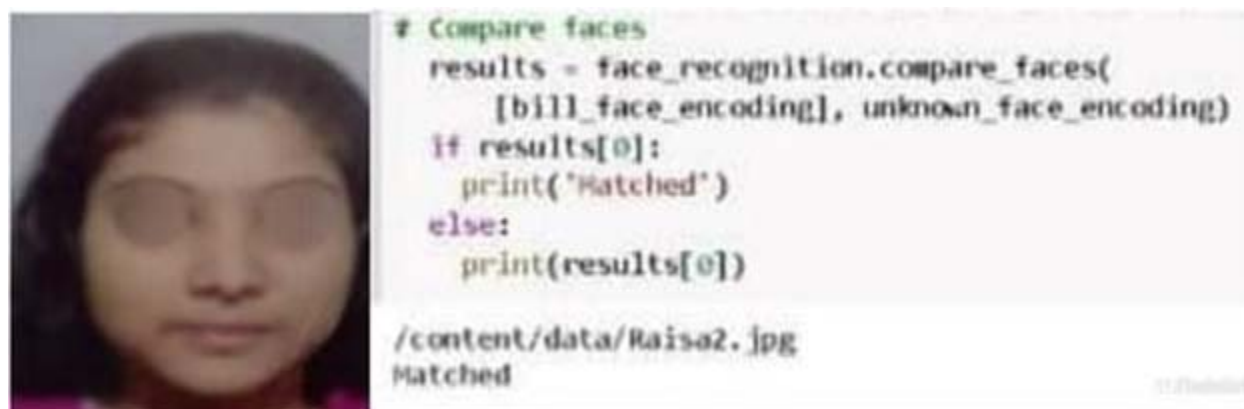 # Compare faces
results = face_recognition.compare_faces(
[bill_face_encoding], unknown_face_encoding)
if results[0]:
print('Matched')
else:
print(results[0])
/content/data/Raisa2.jpg
Matched